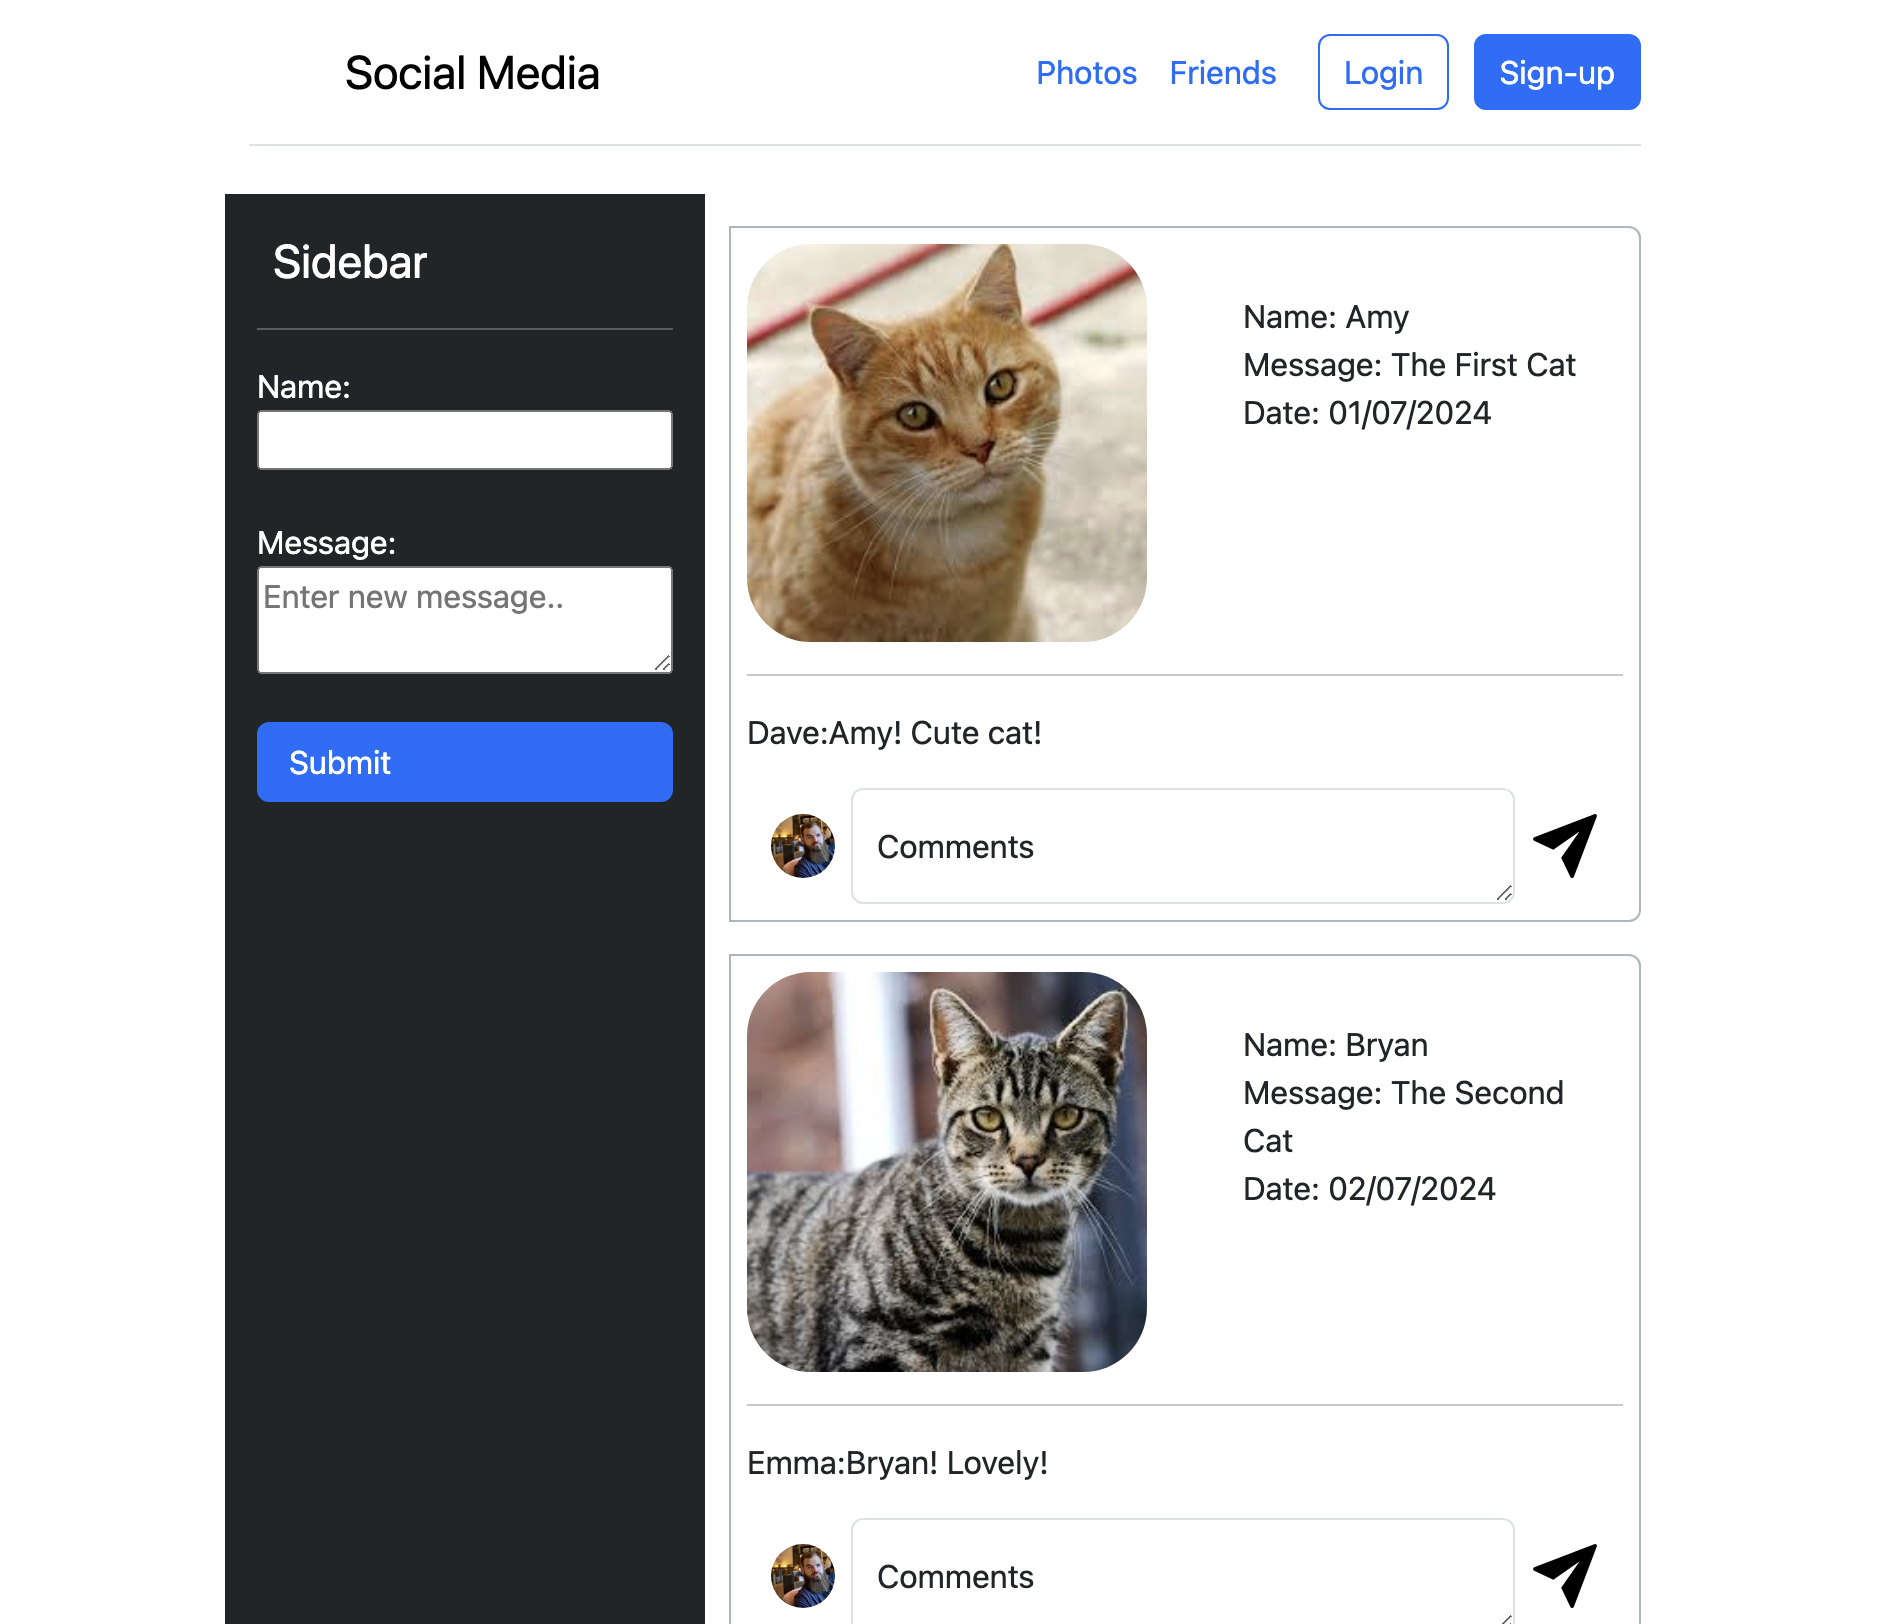 Social Media
Photos
Friends
Login
Sign-up
Sidebar
Name:
Message:
Enter new message..
Submit
Name: Amy
Message: The First Cat
Date: 01/07/2024
Dave:Amy! Cute cat!
Comments
Name: Bryan
Message: The Second
Cat
Date: 02/07/2024
Emma:Bryan! Lovely!
Comments